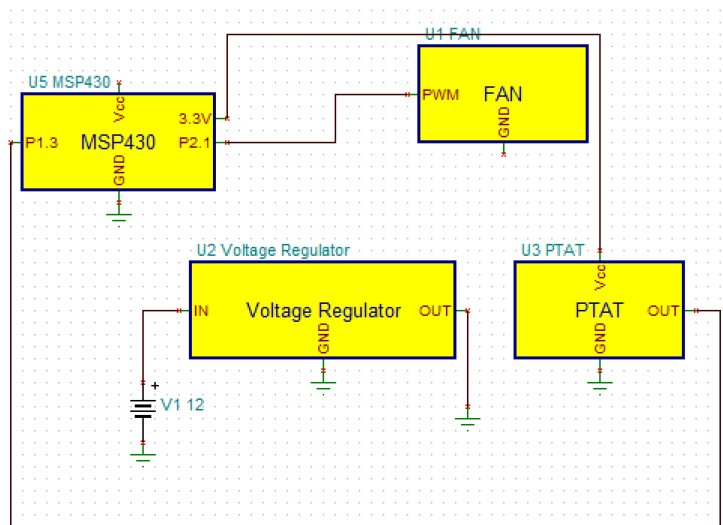 U1 FAN
U5 MSP430
Vcc
3.3V
P1.3
MSP430
P2.1
GND
PWM
FAN
GND
U2 Voltage Regulator
IN
Voltage Regulator
OUT
GND
U3 PTAT
Vcc
PTAT
OUT
GND
+
V1 12